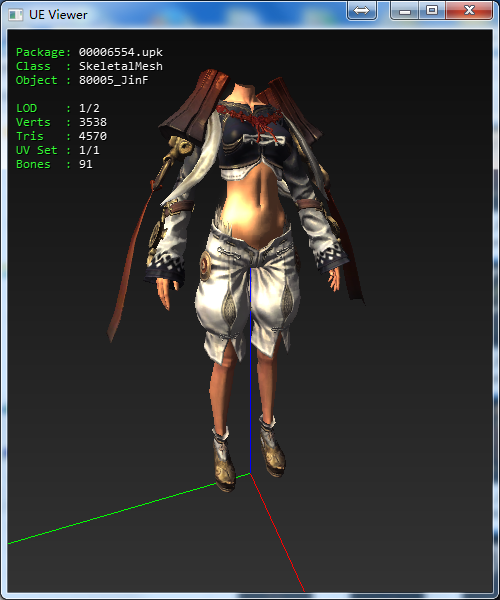 UE Viewer
Package: 00006554.upk
Class : SkeletalMesh
Object : 80005_JinF
LOD : 1/2
Verts : 3538
Tris : 4570
UV Set : 1/1
Bones : 91